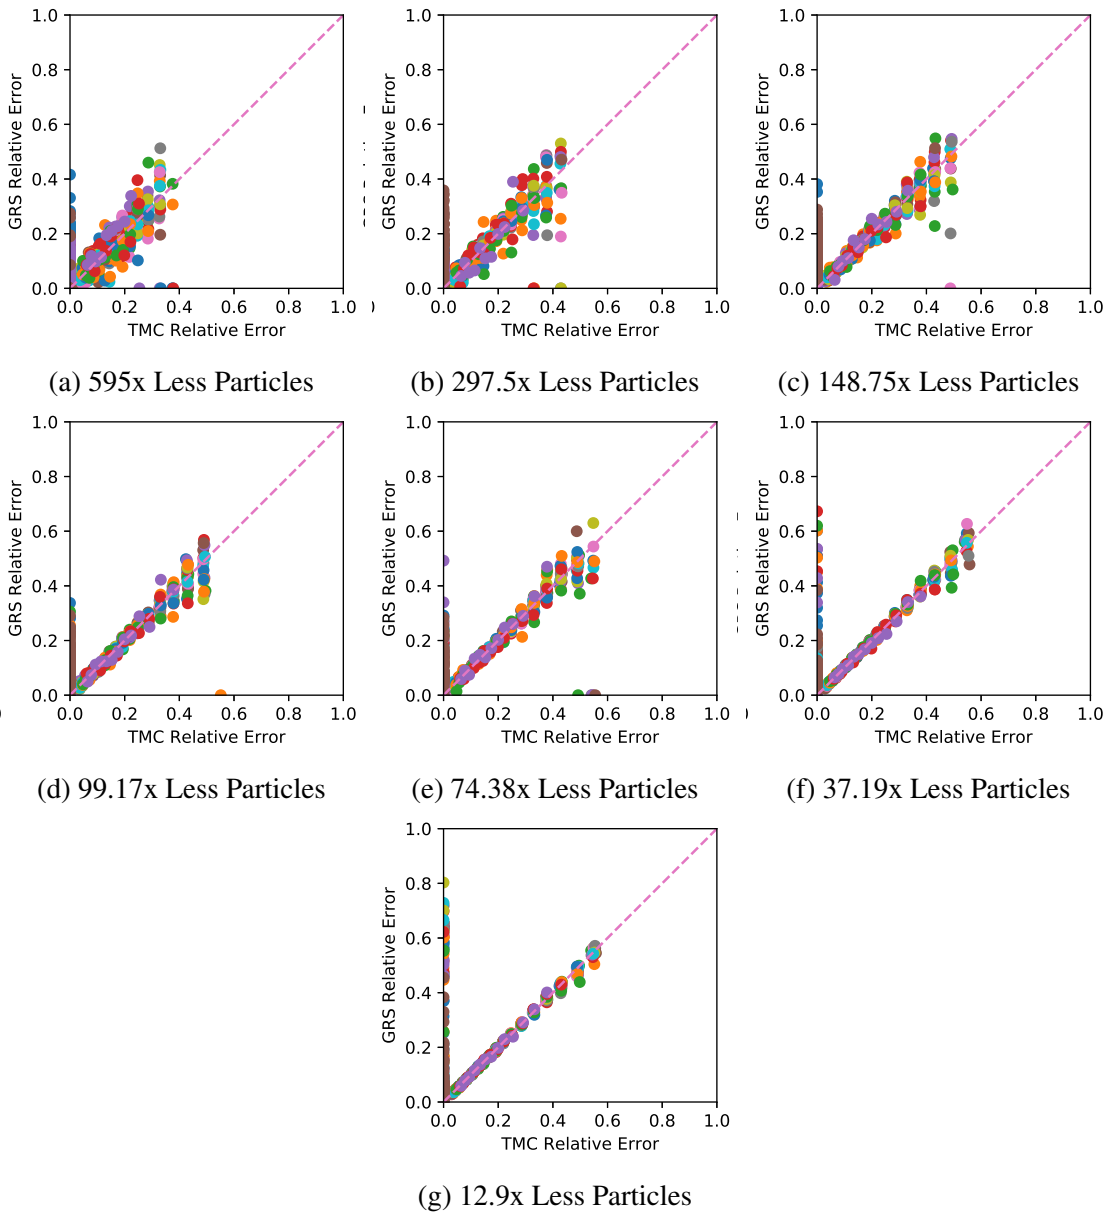 1.0
0.8
0.6
0.4
0.2
0.0
GRS Relative Error
0.0 0.2 0.4 0.6 0.8 1.0
TMC Relative Error
(a) 595x Less Particles
1.0
0.8
0.6
0.4
0.2
0.0
GRS Relative Error
0.0 0.2 0.4 0.6 0.8 1.0
TMC Relative Error
(b) 297.5x Less Particles
1.0
0.8
0.6
0.4
0.2
0.0
GRS Relative Error
0.0 0.2 0.4 0.6 0.8 1.0
TMC Relative Error
(c) 148.75x Less Particles
1.0
0.8
0.6
0.4
0.2
0.0
GRS Relative Error
0.0 0.2 0.4 0.6 0.8 1.0
TMC Relative Error
(d) 99.17x Less Particles
1.0
0.8
0.6
0.4
0.2
0.0
GRS Relative Error
0.0 0.2 0.4 0.6 0.8 1.0
TMC Relative Error
(e) 74.38x Less Particles
1.0
0.8
0.6
0.4
0.2
0.0
GRS Relative Error
0.0 0.2 0.4 0.6 0.8 1.0
TMC Relative Error
(f) 37.19x Less Particles
1.0
0.8
0.6
0.4
0.2
0.0
GRS Relative Error
0.0 0.2 0.4 0.6 0.8 1.0
TMC Relative Error
(g) 12.9x Less Particles